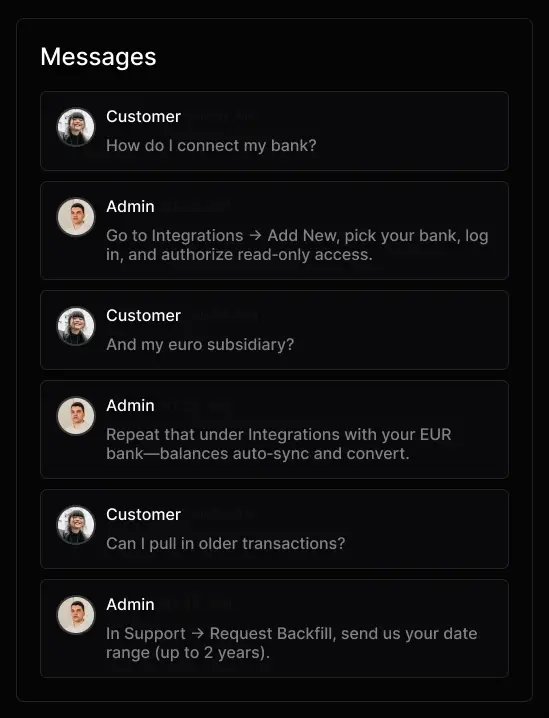 Messages
Customer
How do I connect my bank?
Admin
Go to Integrations → Add New, pick your bank, log
in, and authorize read-only access.
Customer
And my euro subsidiary?
Admin
Repeat that under Integrations with your EUR
bank—balances auto-sync and convert.
Customer
Can I pull in older transactions?
Admin
In Support → Request Backfill, send us your date
range (up to 2 years).